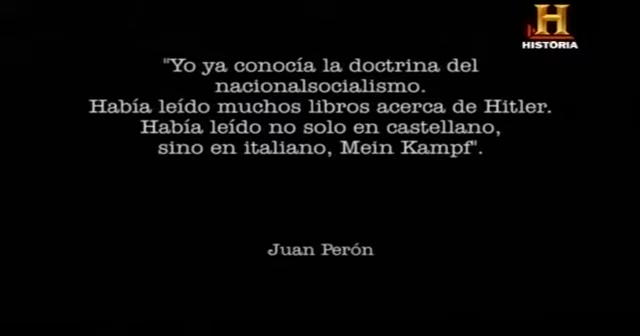 H
HISTORIA
"Yo ya conocía la doctrina del
nacionalsocialismo.
Había leído muchos libros acerca de Hitler.
Había leído no solo en castellano,
sino en italiano, Mein Kampf".
Juan Perón